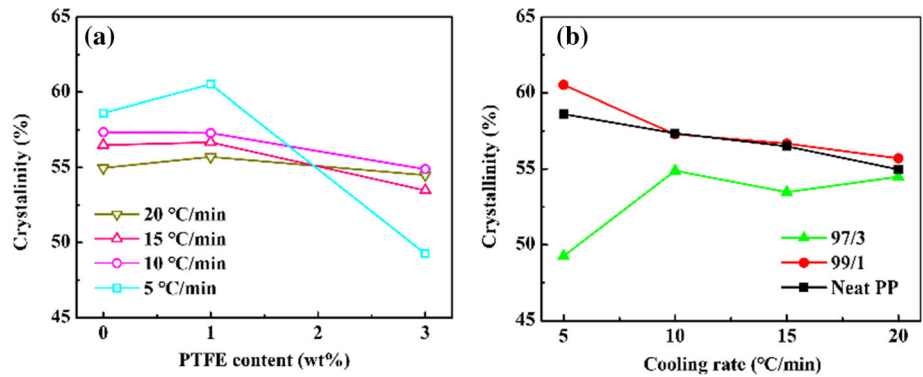 (a)
65
60
55
50
45
Crystalinity (%)
20 °C/min
15 °C/min
10 °C/min
5 °C/min
0
1
2
3
PTFE content (wt%)
(b)
65
60
55
50
45
Crystallinity (%)
97/3
99/1
Neat PP
5
10
15
20
Cooling rate (°C/min)